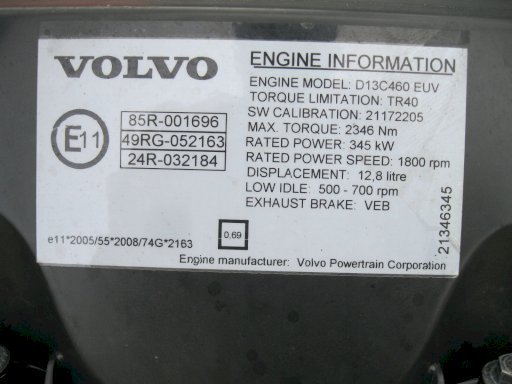 VOLVO
E11
85R-001696
49RG-052163
24R-032184
e11*2005/55*2008/74G*2163
0,69
ENGINE INFORMATION
ENGINE MODEL: D13C460 EUV
TORQUE LIMITATION: TR40
SW CALIBRATION: 21172205
MAX. TORQUE: 2346 Nm
RATED POWER: 345 kW
RATED POWER SPEED: 1800 rpm
DISPLACEMENT: 12,8 litre
LOW IDLE: 500 - 700 rpm
EXHAUST BRAKE: VEB
21346345
Engine manufacturer: Volvo Powertrain Corporation